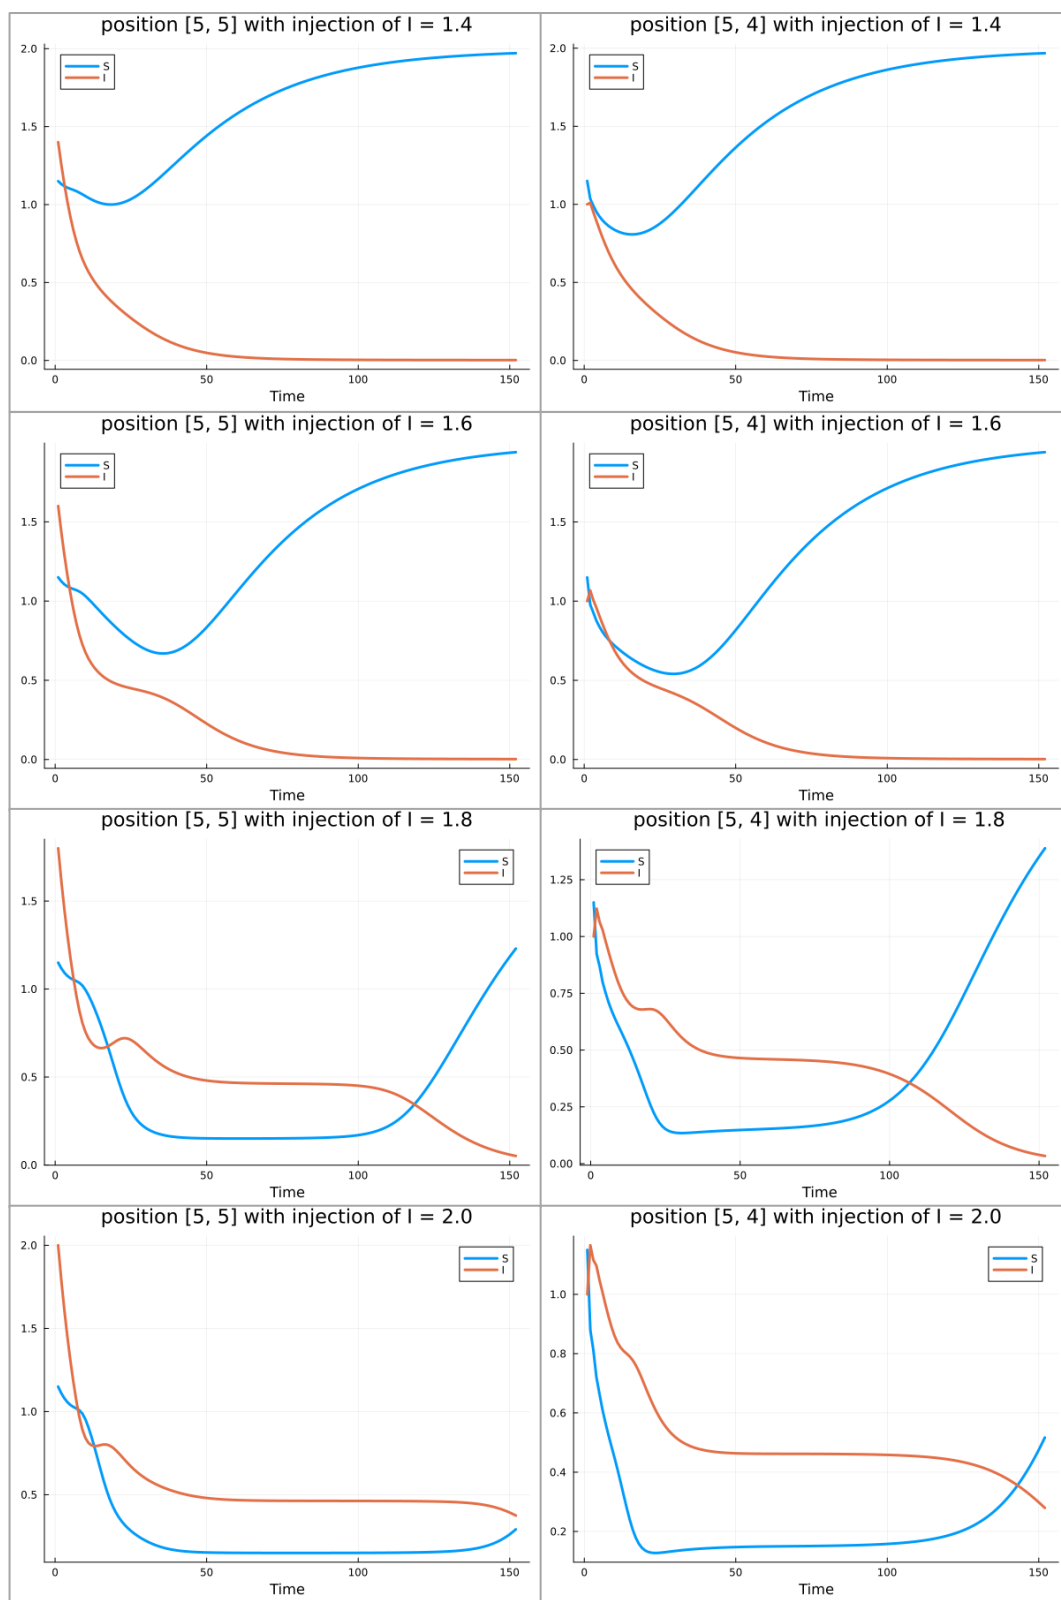 position [5, 5] with injection of I = 1.4
S
I
2.0
1.5
1.0
0.5
0.0
0 50 100 150
Time
position [5, 4] with injection of I = 1.4
S
I
2.0
1.5
1.0
0.5
0.0
0 50 100 150
Time
position [5, 5] with injection of I = 1.6
S
I
1.5
1.0
0.5
0.0
0 50 100 150
Time
position [5, 4] with injection of I = 1.6
S
I
1.5
1.0
0.5
0.0
0 50 100 150
Time
position [5, 5] with injection of I = 1.8
S
I
1.5
1.0
0.5
0.0
0 50 100 150
Time
position [5, 4] with injection of I = 1.8
S
I
1.25
1.00
0.75
0.50
0.25
0.00
0 50 100 150
Time
position [5, 5] with injection of I = 2.0
S
I
2.0
1.5
1.0
0.5
0 50 100 150
Time
position [5, 4] with injection of I = 2.0
S
I
1.0
0.8
0.6
0.4
0.2
0 50 100 150
Time